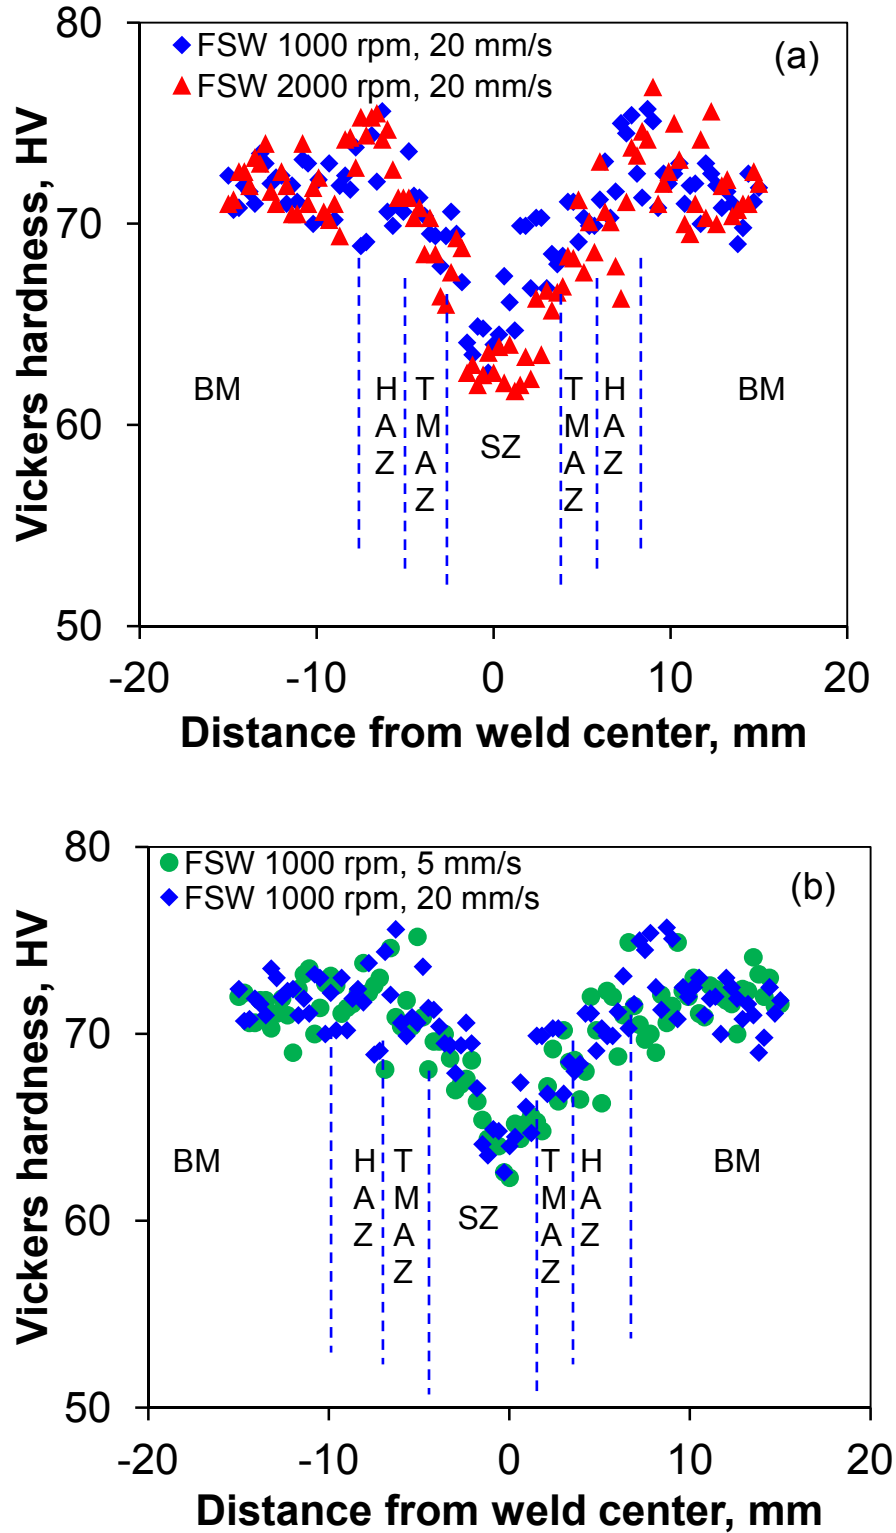 80
FSW 1000 rpm, 20 mm/s
(a)
FSW 2000 rpm, 20 mm/s
Vickers hardness, HV
70
BM
H
A
Z
T
M
A
Z
SZ
T
M
A
Z
H
A
Z
BM
60
50
-20
-10
0
10
20
Distance from weld center, mm
80
FSW 1000 rpm, 5 mm/s
(b)
FSW 1000 rpm, 20 mm/s
Vickers hardness, HV
70
BM
H
A
Z
T
M
A
Z
SZ
T
M
A
Z
H
A
Z
BM
60
50
-20
-10
0
10
20
Distance from weld center, mm